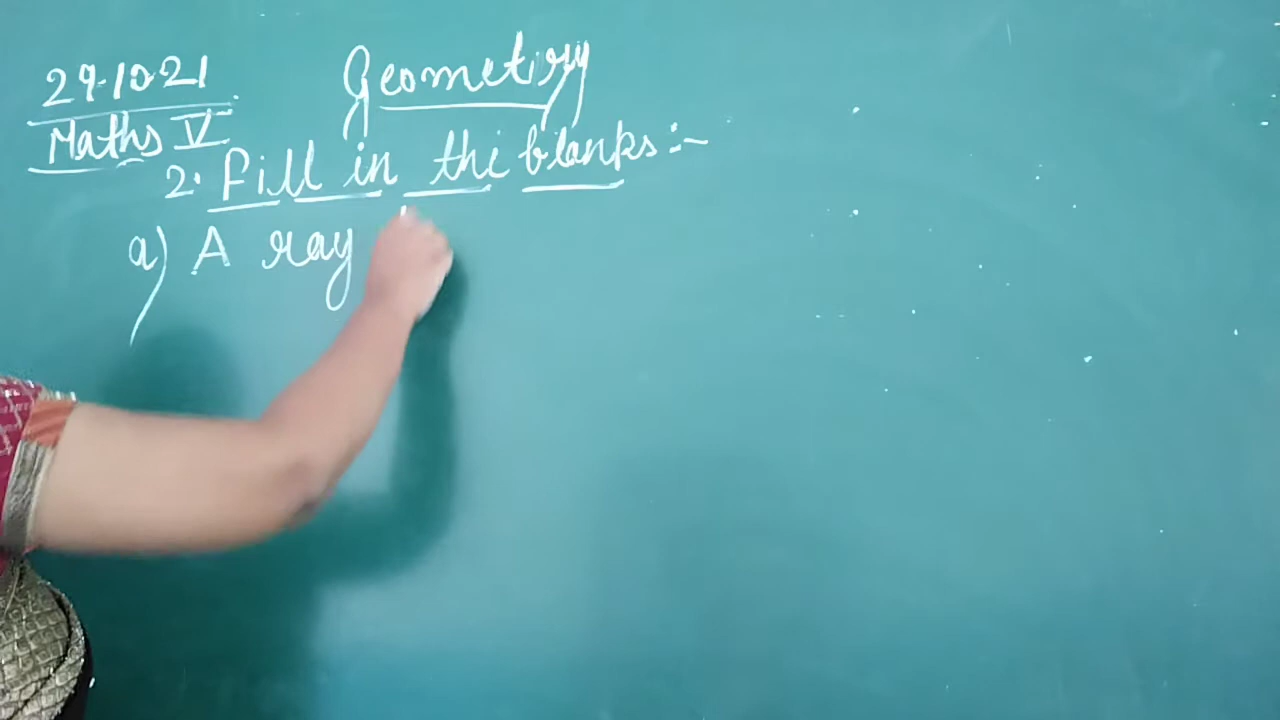 29.10.21
Geometry
Maths V
2. Fill in the blanks :-
a) A ray